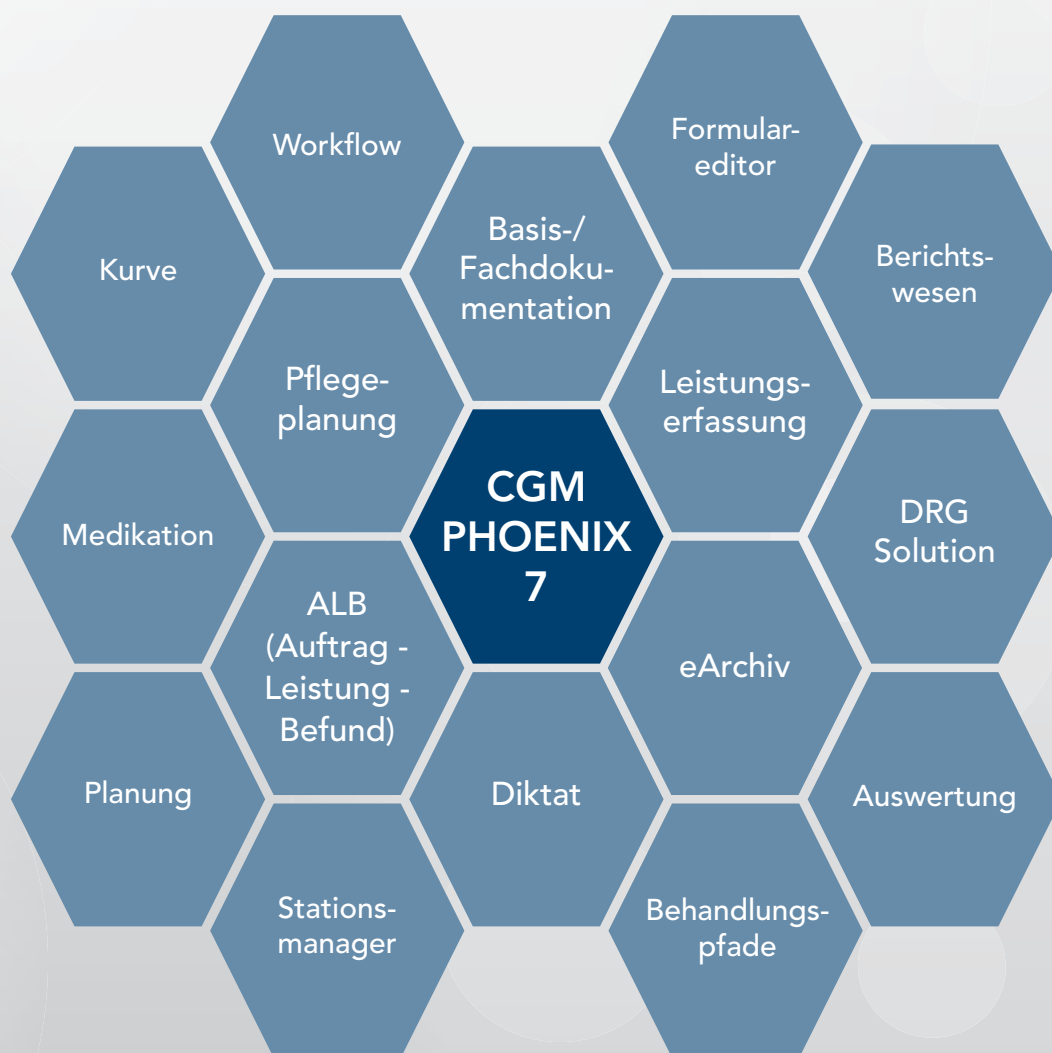 Workflow
Formular-
editor
Kurve
Basis-/
Fachdoku-
mentation
Berichts-
wesen
Pflege-
planung
Leistungs-
erfassung
Medikation
CGM
PHOENIX
7
DRG
Solution
ALB
(Auftrag -
Leistung -
Befund)
eArchiv
Planung
Diktat
Auswertung
Stations-
manager
Behandlungs-
pfade